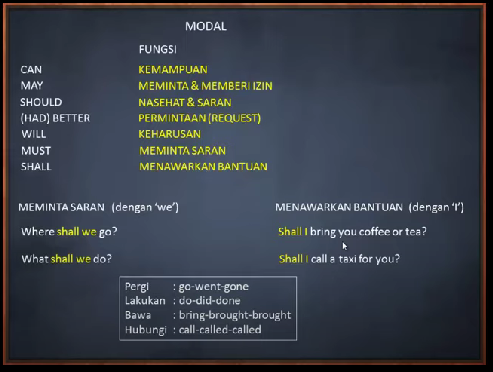 MODAL
FUNGSI
CAN KEMAMPUAN
MAY MEMINTA & MEMBERI IZIN
SHOULD NASEHAT & SARAN
(HAD) BETTER PERMINTAAN (REQUEST)
WILL KEHARUSAN
MUST MEMINTA SARAN
SHALL MENAWARKAN BANTUAN
MEMINTA SARAN (dengan 'we') MENAWARKAN BANTUAN (dengan 'I')
Where shall we go? Shall I bring you coffee or tea?
What shall we do? Shall I call a taxi for you?
Pergi : go-went-gone
Lakukan : do-did-done
Bawa : bring-brought-brought
Hubungi : call-called-called